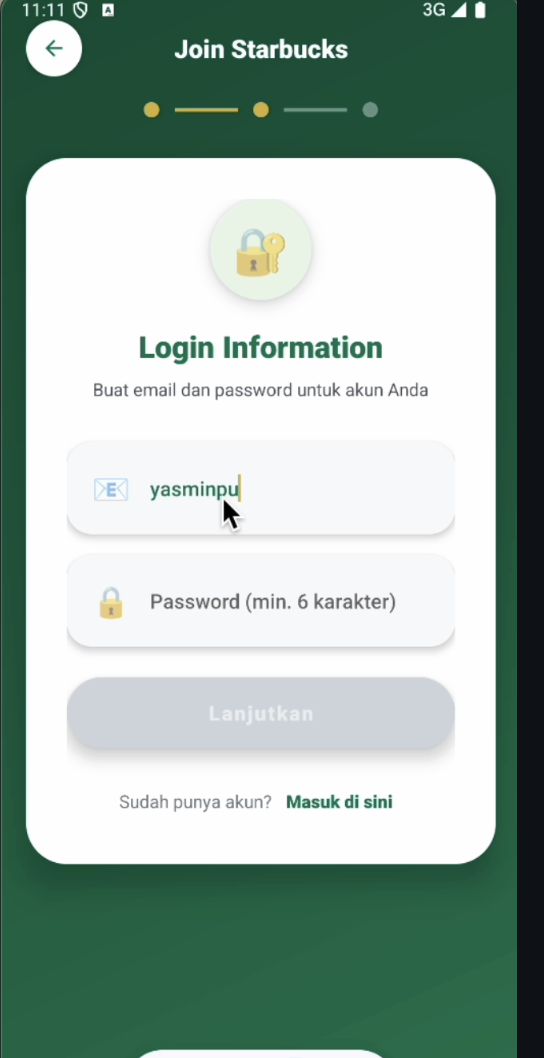 11:11 3G
Join Starbucks
Login Information
Buat email dan password untuk akun Anda
yasminpu
Password (min. 6 karakter)
Lanjutkan
Sudah punya akun? Masuk di sini